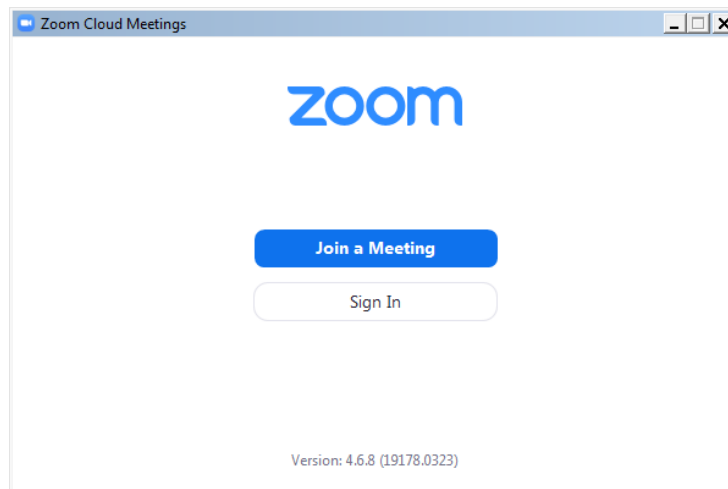 Zoom Cloud Meetings
zoom
Join a Meeting
Sign In
Version: 4.6.8 (19178.0323)